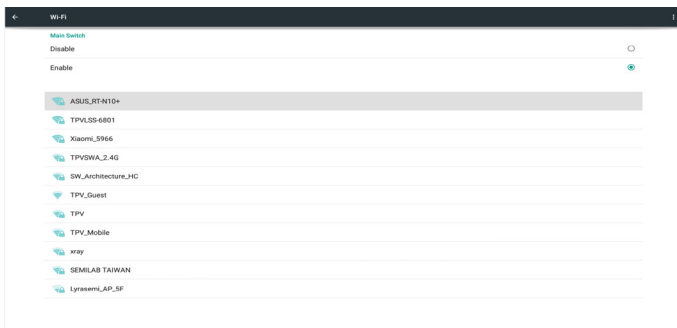 Wi-Fi
Main Switch
Disable
Enable
ASUS_RT-N10+
TPVLSS-6801
Xiaomi_5966
TPVSWA_2.4G
SW_Architecture_HC
TPV_Guest
TPV
TPV_Mobile
xray
SEMILAB TAIWAN
Lyrasemi_AP_5F